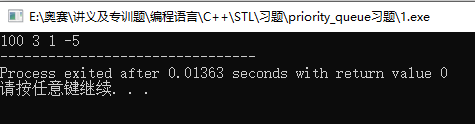 E:\奥赛\讲义及专训题\编程语言\C++\STL\习题\priority_queue习题\1.exe
100 3 1 -5
--------------------------------
Process exited after 0.01363 seconds with return value 0
请按任意键继续. . .